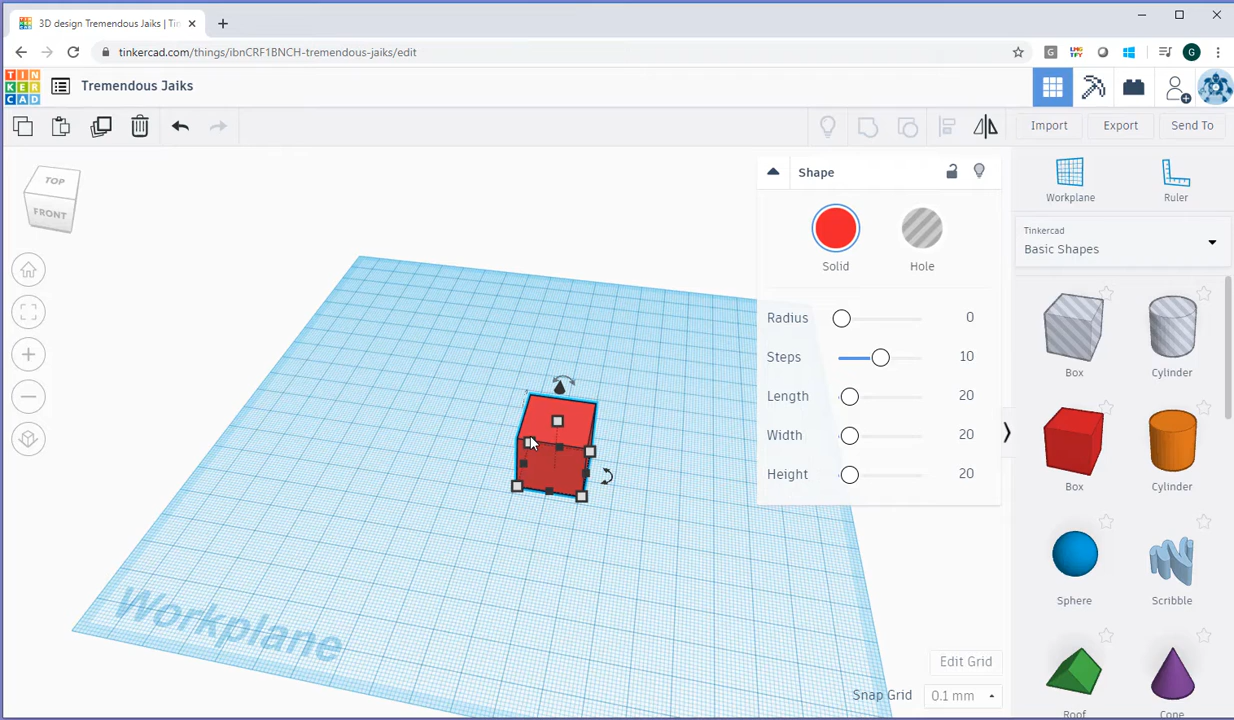 3D design Tremendous Jaiks | Tin
tinkercad.com/things/ibnCRF1BNCH-tremendous-jaiks/edit
G
LMG
TFY
G
TIN
KER
CAD
Tremendous Jaiks
Import
Export
Send To
TOP
FRONT
Shape
Solid
Hole
Radius 0
Steps 10
Length 20
Width 20
Height 20
Workplane
Ruler
Tinkercad
Basic Shapes
Box
Cylinder
Box
Cylinder
Sphere
Scribble
Roof
Cone
Workplane
Edit Grid
Snap Grid 0.1 mm